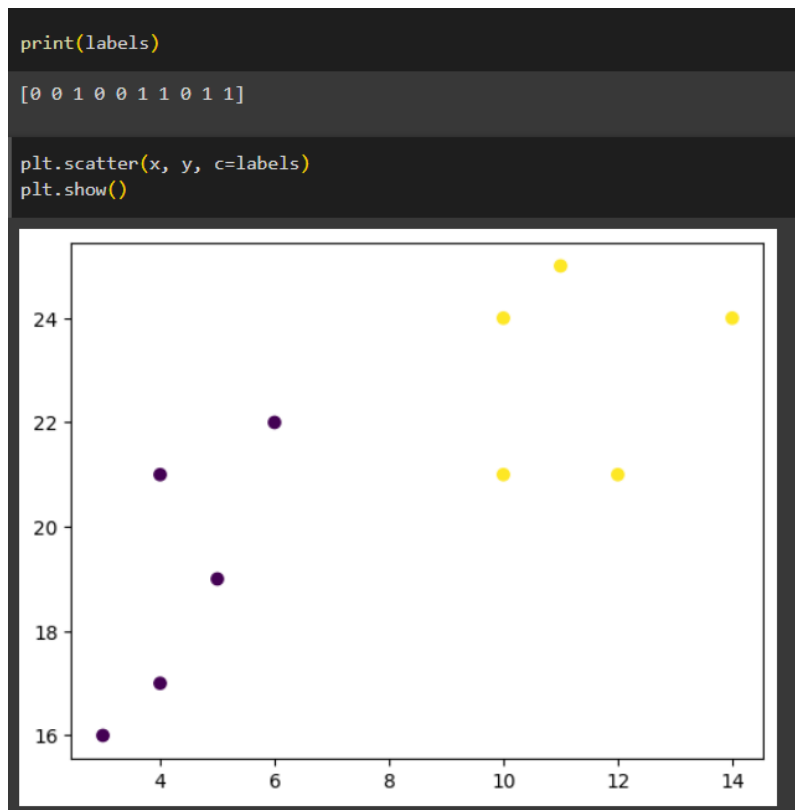 print(labels)
[0 0 1 0 0 1 1 0 1 1]
plt.scatter(x, y, c=labels)
plt.show()
24
22
20
18
16
4 6 8 10 12 14